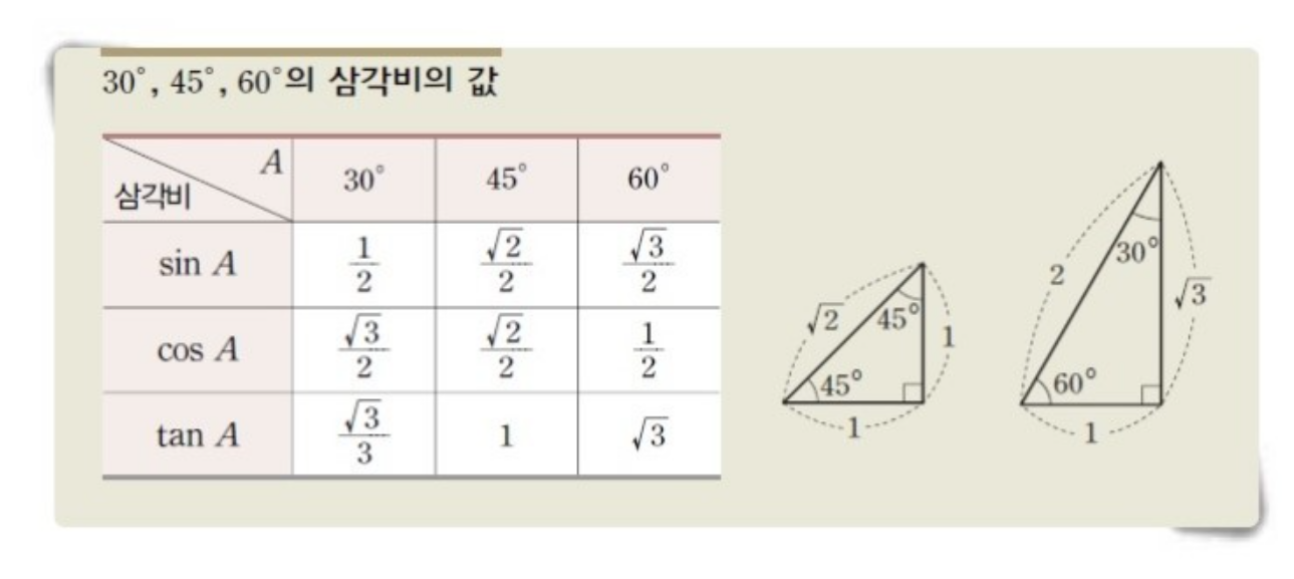 30°, 45°, 60°의 삼각비의 값
A
삼각비
30° 45° 60°
sin A 1/2 √2/2 √3/2
cos A √3/2 √2/2 1/2
tan A √3/3 1 √3
√2 45° 1
45°
1
2 30° √3
60°
1